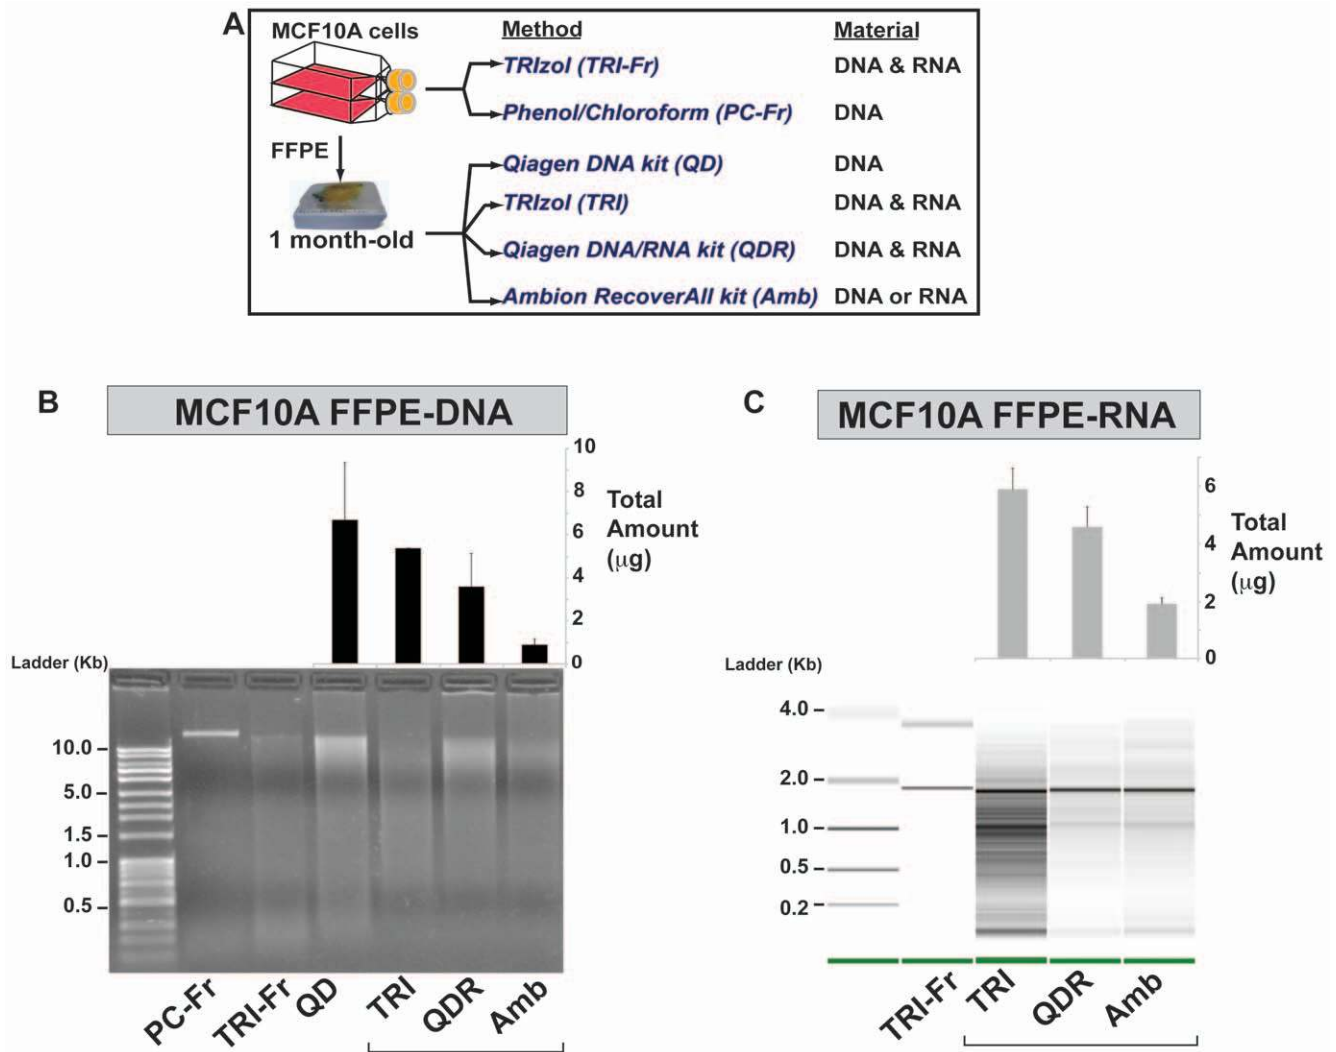 A
MCF10A cells
Method
Material
TRIzol (TRI-Fr)
DNA & RNA
Phenol/Chloroform (PC-Fr)
DNA
FFPE
Qiagen DNA kit (QD)
DNA
TRIzol (TRI)
DNA & RNA
1 month-old
Qiagen DNA/RNA kit (QDR)
DNA & RNA
Ambion RecoverAll kit (Amb)
DNA or RNA
B
MCF10A FFPE-DNA
10
8
6
4
2
0
Total
Amount
(μg)
Ladder (Kb)
10.0
5.0
1.5
1.0
0.5
PC-Fr
TRI-Fr
QD
TRI
QDR
Amb
C
MCF10A FFPE-RNA
6
4
2
0
Total
Amount
(μg)
Ladder (Kb)
4.0
2.0
1.0
0.5
0.2
TRI-Fr
TRI
QDR
Amb